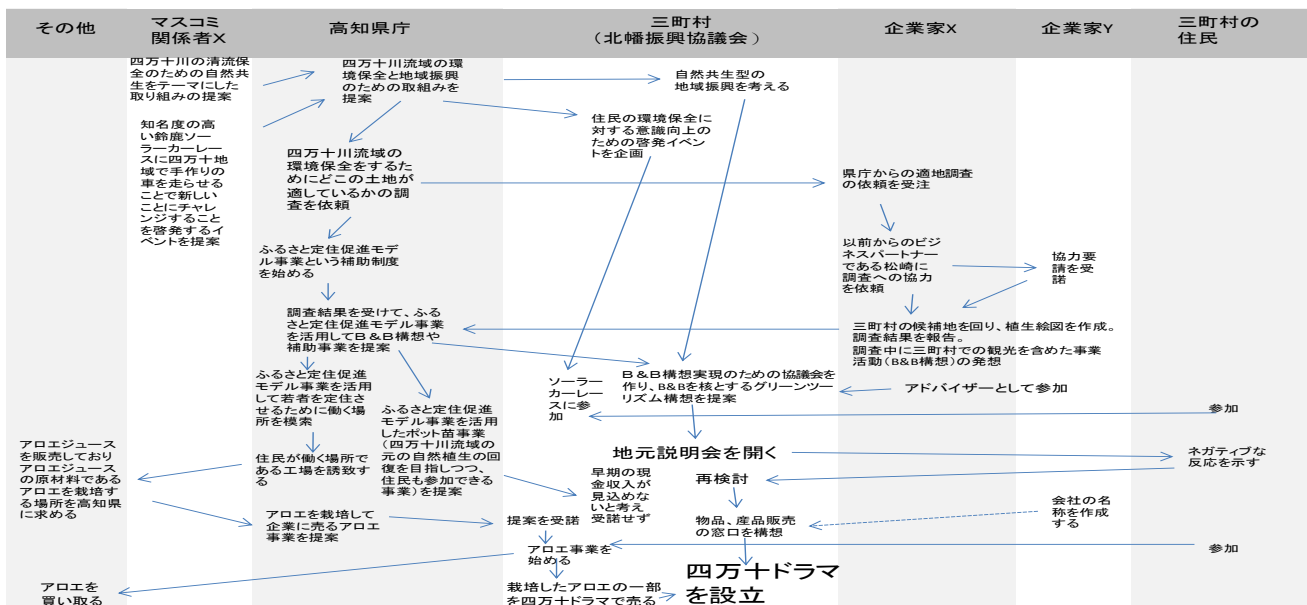 その他
マスコミ
関係者X
高知県庁
三町村
（北幡振興協議会）
企業家X
企業家Y
三町村の
住民
四万十川の清流保
全のための自然共
生をテーマにした
取り組みの提案
四万十川流域の環
境保全と地域振興
のための取組みを
提案
自然共生型の
地域振興を考える
知名度の高
い鈴鹿ソー
ラーカーレー
スに四万十地
域で手作りの
車を走らせる
ことで新しい
ことにチャレ
ンジすること
を啓発するイ
ベントを提案
住民の環境保全に
対する意識向上の
ための啓発イベン
トを企画
四万十川流域の
環境保全をするた
めにどこの土地が
適しているかの調
査を依頼
県庁からの適地調査
の依頼を受注
ふるさと定住促進モデ
ル事業という補助制度
を始める
以前からのビジ
ネスパートナー
である松崎に
調査への協力
を依頼
協力要
請を受
諾
調査結果を受けて、ふる
さと定住促進モデル事業
を活用してB＆B構想や
補助事業を提案
三町村の候補地を回り、植生絵図を作成。
調査結果を報告。
調査中に三町村での観光を含めた事業
活動（B&B構想）の発想
ふるさと定住促進
モデル事業を活用
して若者を定住さ
せるために働く場
所を模索
ふるさと定住促進
モデル事業を活用
したポット苗事業
（四万十川流域の
元の自然植生の回
復を目指しつつ、
住民も参加できる
事業）を提案
ソーラー
カーレー
スに参
加
B＆B構想実現のための協議会を
作り、B&Bを核とするグリーンツー
リズム構想を提案
アドバイザーとして参加
参加
アロエジュース
を販売しており
アロエジュース
の原材料である
アロエを栽培す
る場所を高知県
に求める
住民が働く場所で
ある工場を誘致す
る
地元説明会を開く
ネガティブな
反応を示す
早期の現
金収入が
見込めな
いと考え
受諾せず
再検討
アロエを栽培して
企業に売るアロエ
事業を提案
提案を受諾
物品、産品販売
の窓口を構想
会社の名
称を作成
する
アロエ事業を
始める
参加
四万十ドラマ
を設立
アロエを
買い取る
栽培したアロエの一部
を四万十ドラマで売る